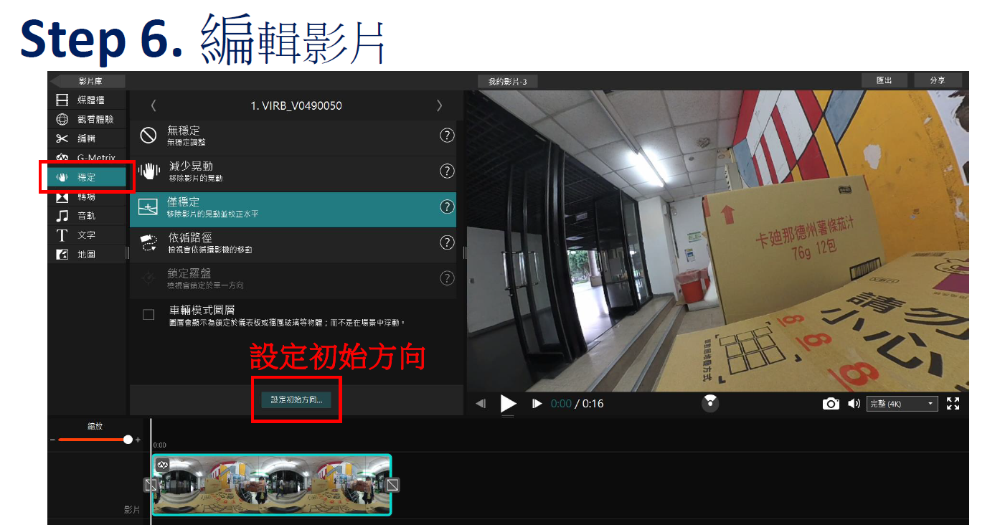 Step 6. 編輯影片
影片庫
我的影片-3
匯出
分享
媒體櫃
觀看體驗
編輯
G-Metrix
穩定
轉場
音軌
文字
地圖
1. VIRB_V0490050
無穩定
無穩定調整
?
減少晃動
移除影片的晃動
?
僅穩定
移除影片的晃動並校正水平
?
依循路徑
檢視會依循攝影機的移動
?
鎖定羅盤
檢視會鎖定於單一方向
?
車輛模式圖層
圖層會顯示為鎖定於儀表板或擋風玻璃等物體；而不是在場景中浮動。
設定初始方向
設定初始方向...
卡迪那德州薯條茄汁
76g 12包
請勿
小心
0:00 / 0:16
完整 (4K)
縮放
- +
0:00
影片